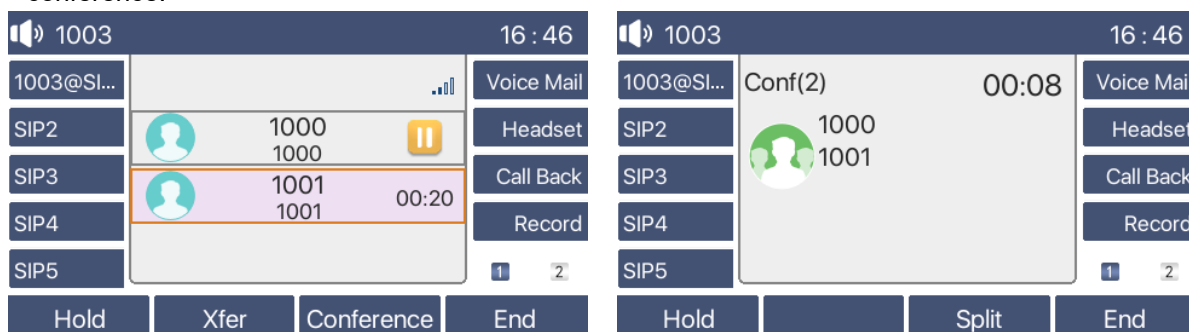 conference.
1003 16 : 46
1003@SI... Voice Mail
SIP2 1000 Headset
1000
SIP3 1001 00:20 Call Back
1001
SIP4 Record
SIP5 1 2
Hold Xfer Conference End
1003 16 : 46
1003@SI... Conf(2) 00:08 Voice Mail
SIP2 1000 Headset
SIP3 1001 Call Back
SIP4 Record
SIP5 1 2
Hold Split End